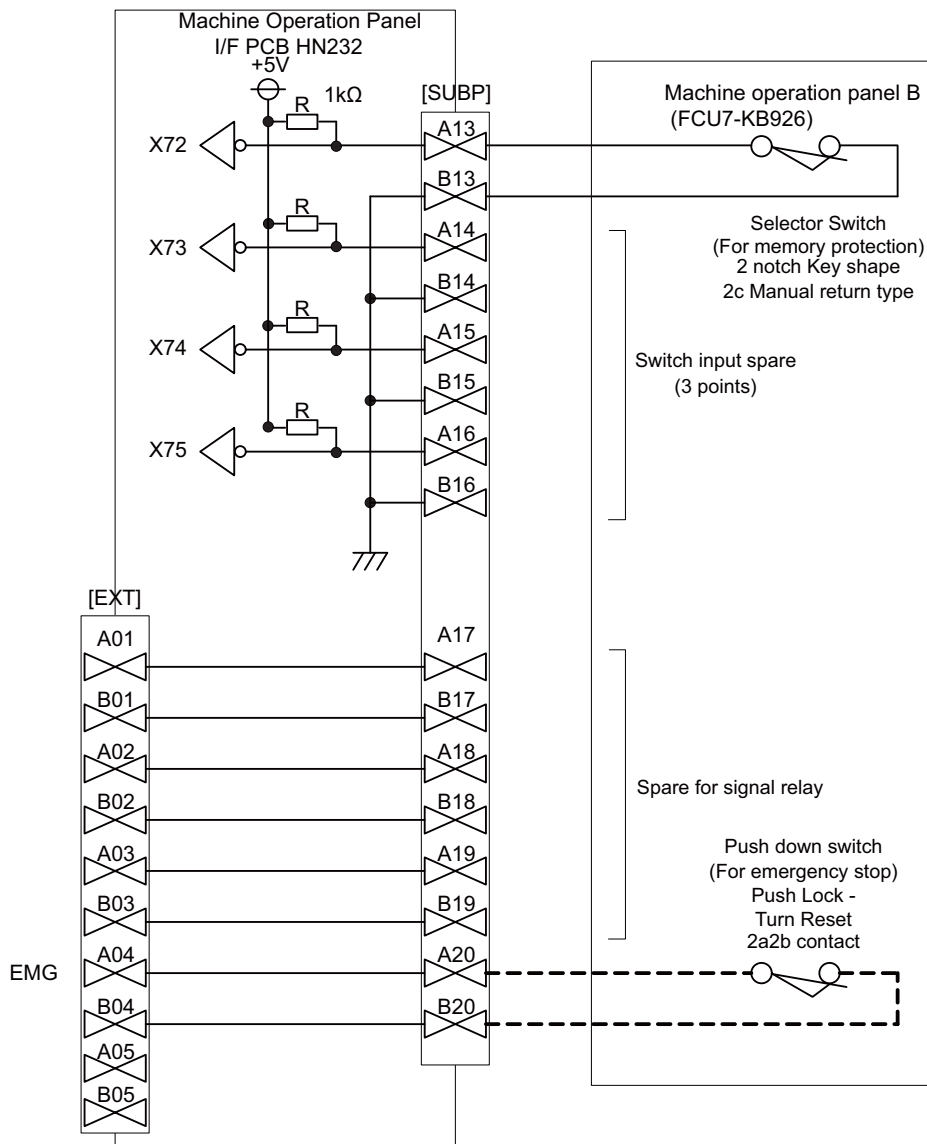 Machine Operation Panel
I/F PCB HN232
+5V
R
1kΩ
[SUBP]
X72
A13
B13
R
X73
A14
B14
R
X74
A15
B15
R
X75
A16
B16
Machine operation panel B
(FCU7-KB926)
Selector Switch
(For memory protection)
2 notch Key shape
2c Manual return type
Switch input spare
(3 points)
[EXT]
A01
A17
B01
B17
A02
A18
B02
B18
A03
A19
B03
B19
EMG
A04
A20
B04
B20
A05
B05
Spare for signal relay
Push down switch
(For emergency stop)
Push Lock -
Turn Reset
2a2b contact